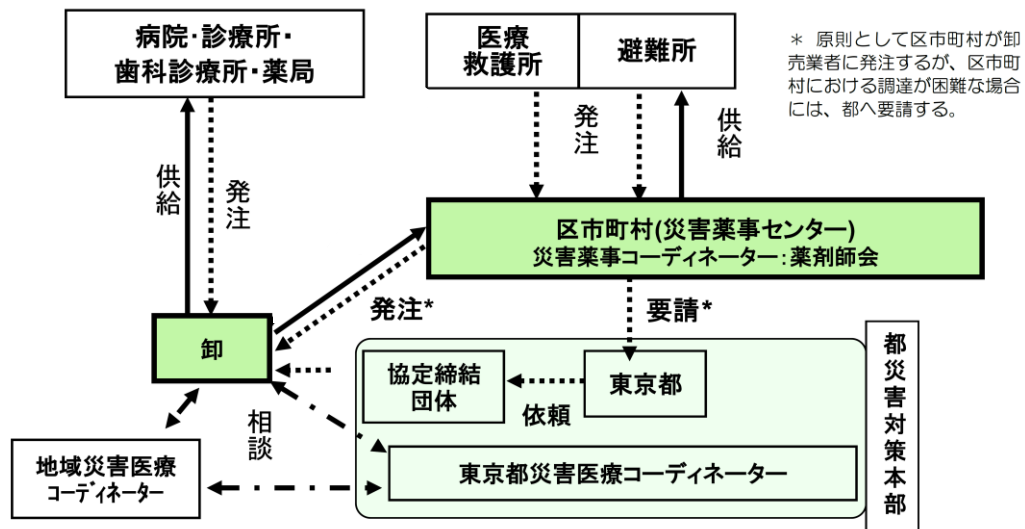 病院・診療所・
歯科診療所・薬局
医療
救護所
避難所
＊ 原則として区市町村が卸
売業者に発注するが、区市町
村における調達が困難な場合
には、都へ要請する。
供給
発注
発注
供給
区市町村(災害薬事センター)
災害薬事コーディネーター：薬剤師会
発注*
要請*
卸
協定締結
団体
依頼
東京都
都災害対策本部
相談
地域災害医療
コーディネーター
東京都災害医療コーディネーター